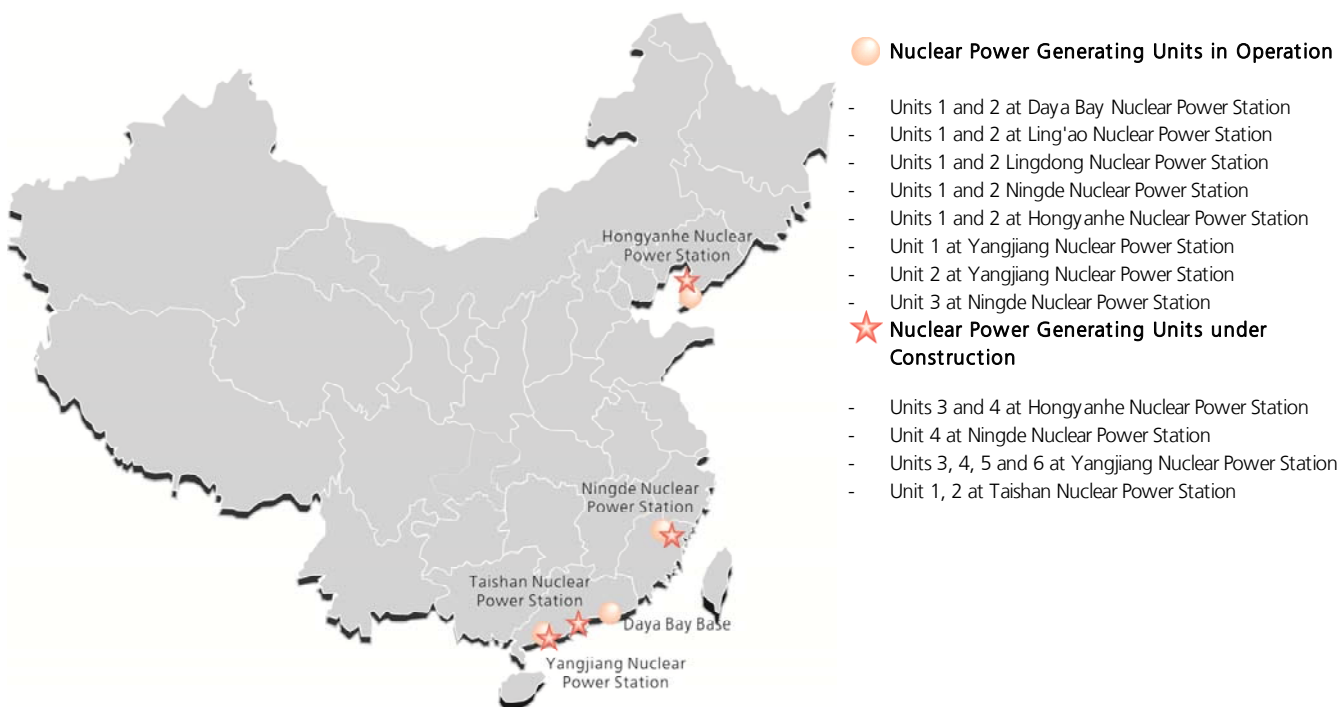 Nuclear Power Generating Units in Operation
- Units 1 and 2 at Daya Bay Nuclear Power Station
- Units 1 and 2 at Ling'ao Nuclear Power Station
- Units 1 and 2 Lingdong Nuclear Power Station
- Units 1 and 2 Ningde Nuclear Power Station
- Units 1 and 2 at Hongyanhe Nuclear Power Station
- Unit 1 at Yangjiang Nuclear Power Station
- Unit 2 at Yangjiang Nuclear Power Station
- Unit 3 at Ningde Nuclear Power Station
Nuclear Power Generating Units under
Construction
- Units 3 and 4 at Hongyanhe Nuclear Power Station
- Unit 4 at Ningde Nuclear Power Station
- Units 3, 4, 5 and 6 at Yangjiang Nuclear Power Station
- Unit 1, 2 at Taishan Nuclear Power Station
Hongyanhe Nuclear
Power Station
Ningde Nuclear
Power Station
Taishan Nuclear
Power Station
Daya Bay Base
Yangjiang Nuclear
Power Station